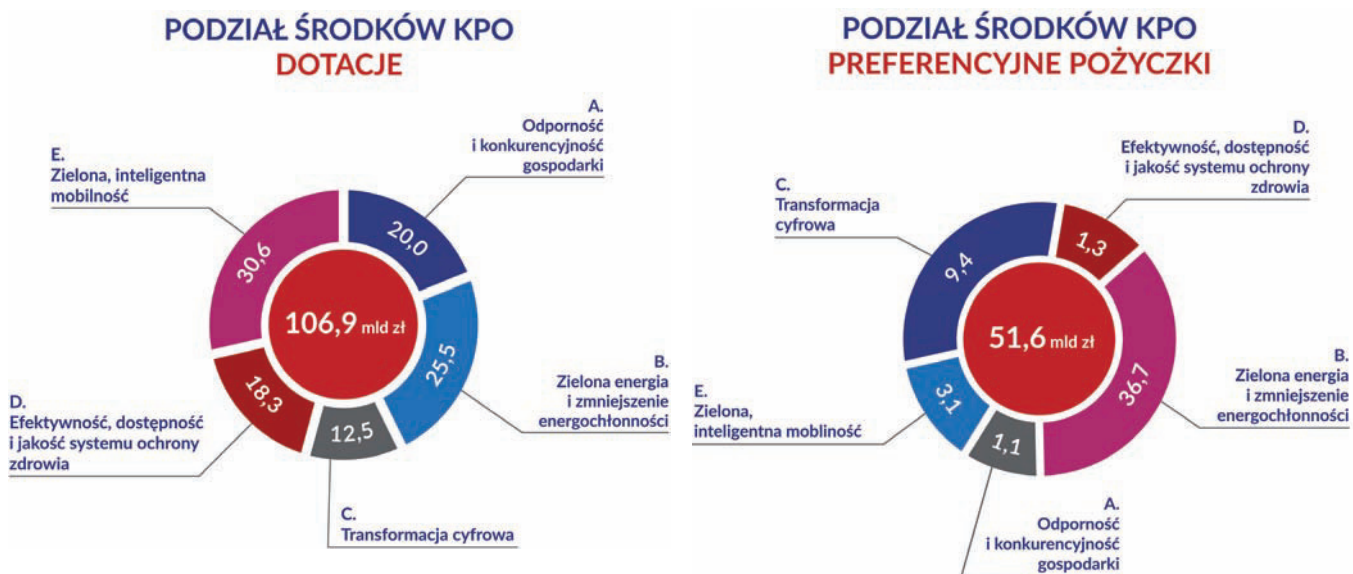 PODZIAŁ ŚRODKÓW KPO
DOTACJE
A.
Odporność
i konkurencyjność
gospodarki
E.
Zielona, inteligentna
mobilność
20,0
30,6
106,9 mld zł
25,5
18,3
12,5
B.
Zielona energia
i zmniejszenie
energochłonności
D.
Efektywność, dostępność
i jakość systemu ochrony
zdrowia
C.
Transformacja cyfrowa
PODZIAŁ ŚRODKÓW KPO
PREFERENCYJNE POŻYCZKI
D.
Efektywność, dostępność
i jakość systemu ochrony
zdrowia
C.
Transformacja
cyfrowa
1,3
9,4
51,6 mld zł
36,7
3,1
1,1
B.
Zielona energia
i zmniejszenie
energochłonności
E.
Zielona,
inteligentna mobliność
A.
Odporność
i konkurencyjność
gospodarki